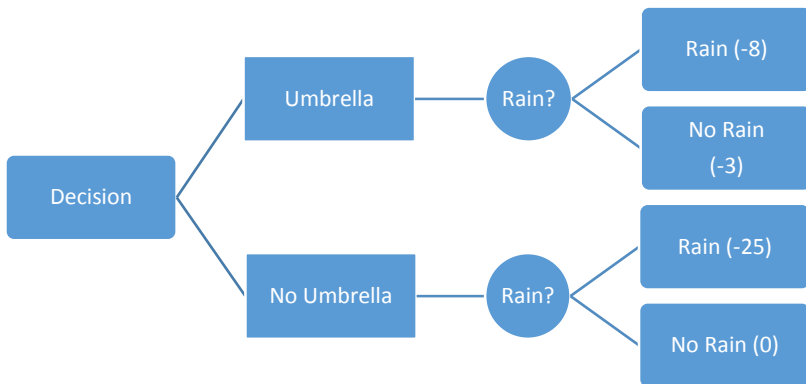 Decision
Umbrella
Rain?
Rain (-8)
No Rain
(-3)
No Umbrella
Rain?
Rain (-25)
No Rain (0)